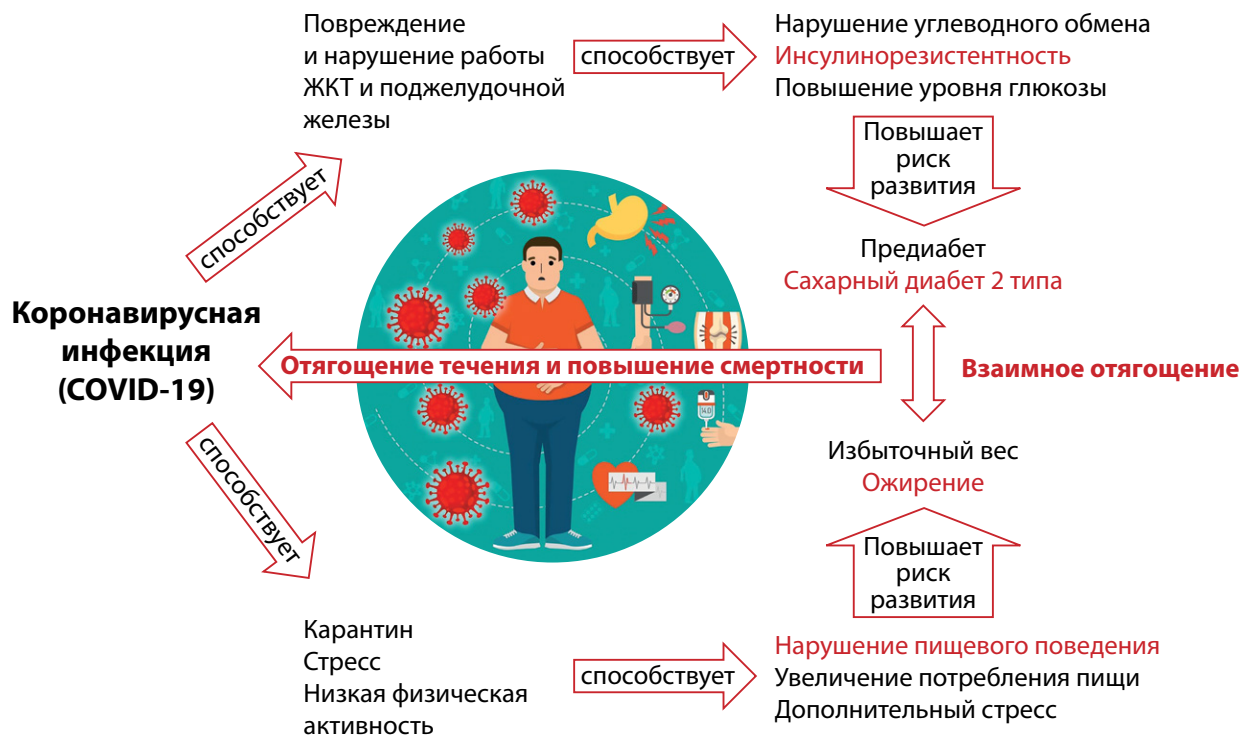 Повреждение
и нарушение работы
ЖКТ и поджелудочной
железы
способствует
Нарушение углеводного обмена
Инсулинорезистентность
Повышение уровня глюкозы
Повышает
риск
развития
способствует
Предиабет
Сахарный диабет 2 типа
Коронавирусная
инфекция
(COVID-19)
Отягощение течения и повышение смертности
Взаимное отягощение
Избыточный вес
Ожирение
способствует
Повышает
риск
развития
Карантин
Стресс
Низкая физическая
активность
способствует
Нарушение пищевого поведения
Увеличение потребления пищи
Дополнительный стресс